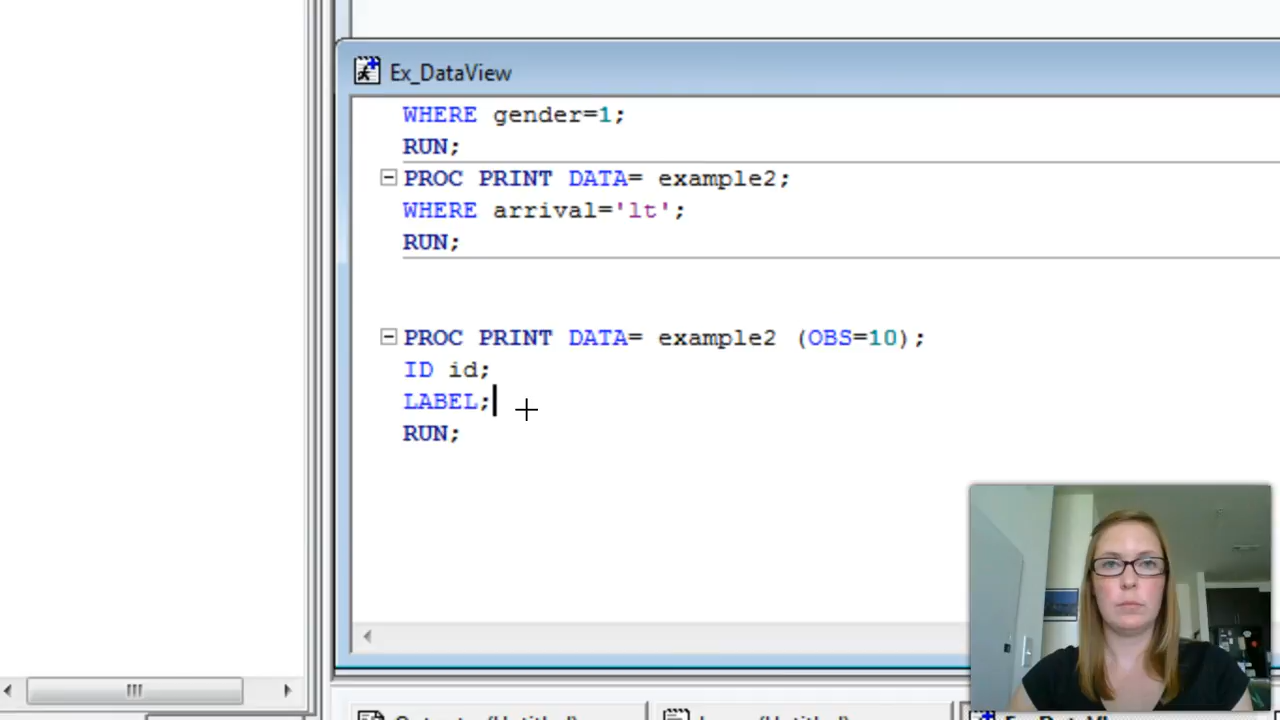 Ex_DataView
WHERE gender=1;
RUN;
PROC PRINT DATA= example2;
WHERE arrival='lt';
RUN;
PROC PRINT DATA= example2 (OBS=10);
ID id;
LABEL;
RUN;